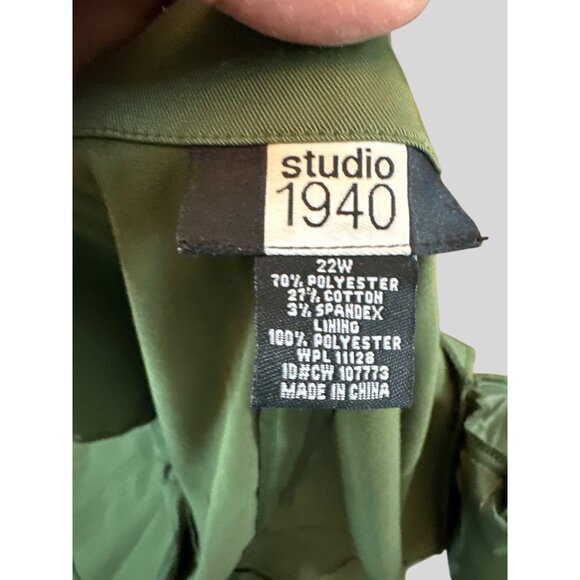 studio
1940
22W
70% POLYESTER
27% COTTON
3% SPANDEX
LINING
100% POLYESTER
WPL 11128
ID#CW 107773
MADE IN CHINA